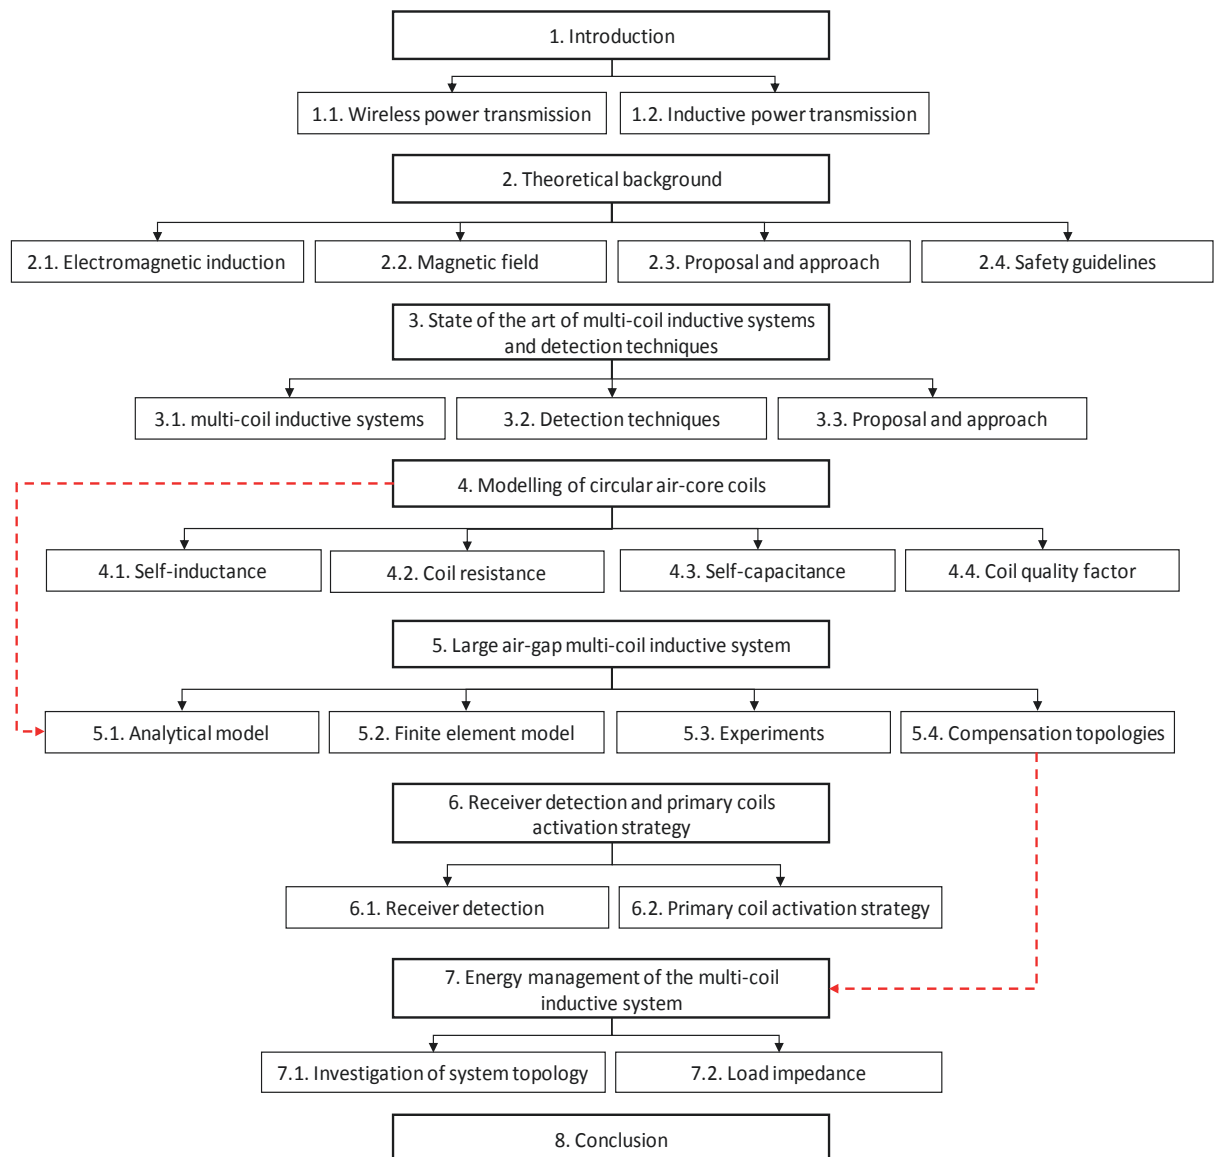 1. Introduction
1.1. Wireless power transmission
1.2. Inductive power transmission
2. Theoretical background
2.1. Electromagnetic induction
2.2. Magnetic field
2.3. Proposal and approach
2.4. Safety guidelines
3. State of the art of multi-coil inductive systems
and detection techniques
3.1. multi-coil inductive systems
3.2. Detection techniques
3.3. Proposal and approach
4. Modelling of circular air-core coils
4.1. Self-inductance
4.2. Coil resistance
4.3. Self-capacitance
4.4. Coil quality factor
5. Large air-gap multi-coil inductive system
5.1. Analytical model
5.2. Finite element model
5.3. Experiments
5.4. Compensation topologies
6. Receiver detection and primary coils
activation strategy
6.1. Receiver detection
6.2. Primary coil activation strategy
7. Energy management of the multi-coil
inductive system
7.1. Investigation of system topology
7.2. Load impedance
8. Conclusion